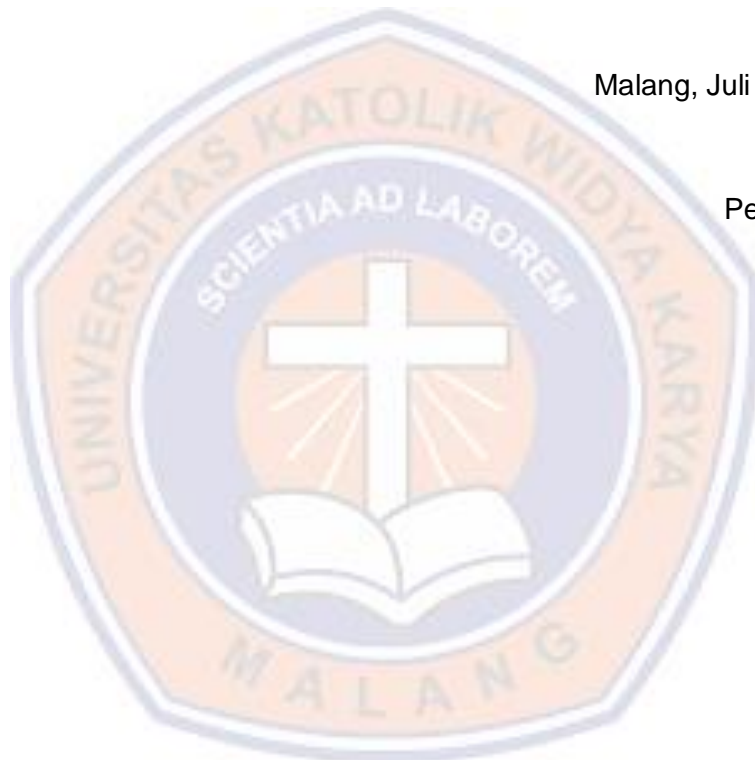 Malang, Juli
Pe
UNIVERSITAS KATOLIK WIDYA KARYA
SCIENTIA AD LABOREM
MALANG